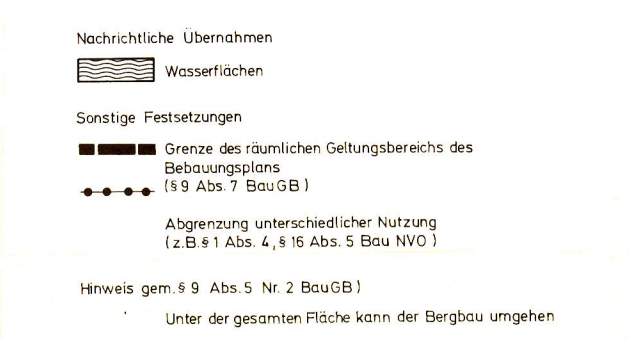 Nachrichtliche Übernahmen
Wasserflächen
Sonstige Festsetzungen
Grenze des räumlichen Geltungsbereichs des
Bebauungsplans
(§ 9 Abs. 7 BauGB )
Abgrenzung unterschiedlicher Nutzung
(z.B.§ 1 Abs. 4, § 16 Abs. 5 Bau NVO )
Hinweis gem.§ 9 Abs. 5 Nr. 2 BauGB )
Unter der gesamten Fläche kann der Bergbau umgehen